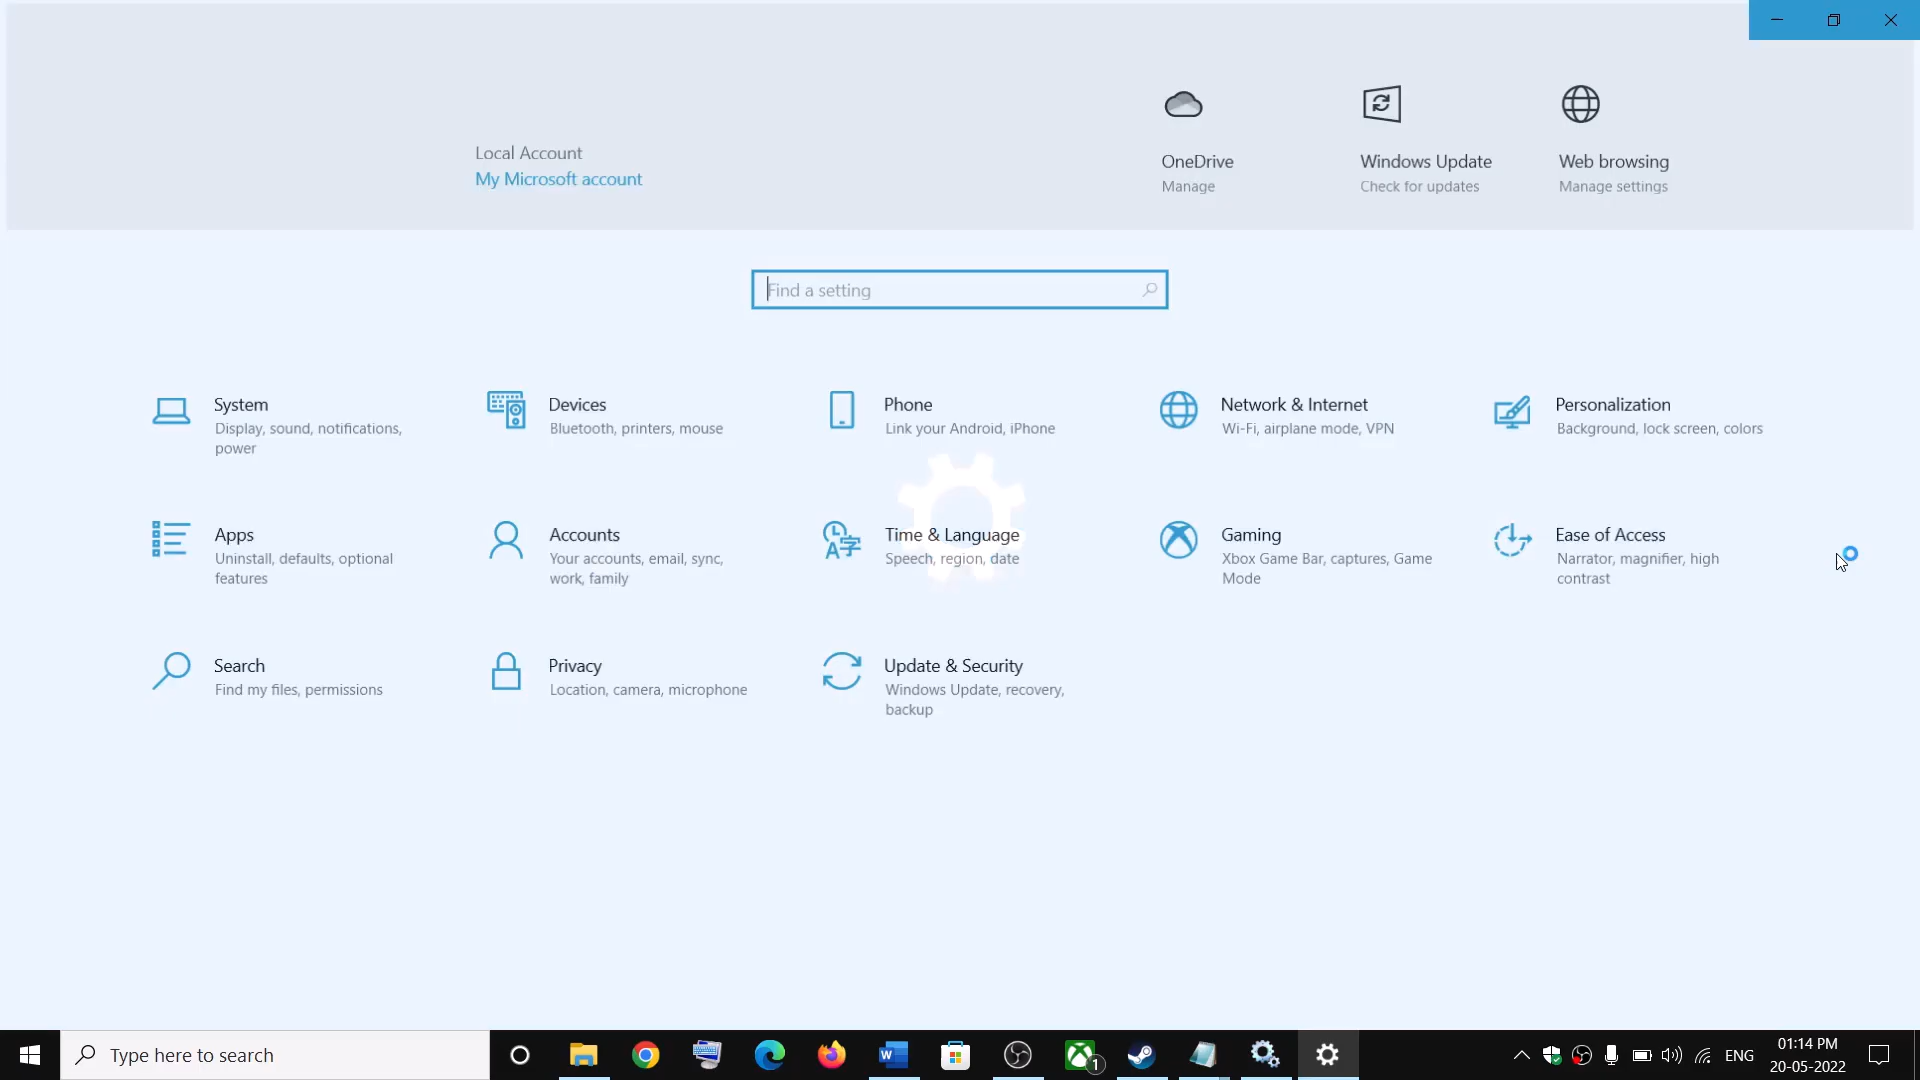 Local Account
My Microsoft account
OneDrive
Manage
Windows Update
Check for updates
Web browsing
Manage settings
Find a setting
System
Display, sound, notifications,
power
Devices
Bluetooth, printers, mouse
Phone
Link your Android, iPhone
Network & Internet
Wi-Fi, airplane mode, VPN
Personalization
Background, lock screen, colors
Apps
Uninstall, defaults, optional
features
Accounts
Your accounts, email, sync,
work, family
Time & Language
Speech, region, date
Gaming
Xbox Game Bar, captures, Game
Mode
Ease of Access
Narrator, magnifier, high
contrast
Search
Find my files, permissions
Privacy
Location, camera, microphone
Update & Security
Windows Update, recovery,
backup
Type here to search
1
ENG
01:14 PM
20-05-2022